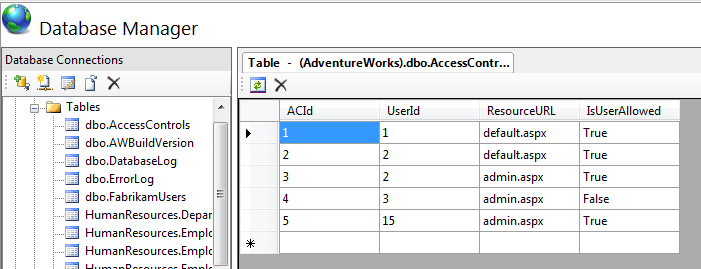 Database Manager
Database Connections
Tables
dbo.AccessControls
dbo.AWBuildVersion
dbo.DatabaseLog
dbo.ErrorLog
dbo.FabrikamUsers
HumanResources.Depar
HumanResources.Emplo
HumanResources.Emplo
Table - (AdventureWorks).dbo.AccessContr...
ACId UserId ResourceURL IsUserAllowed
1 1 default.aspx True
2 2 default.aspx True
3 2 admin.aspx True
4 3 admin.aspx False
5 15 admin.aspx True